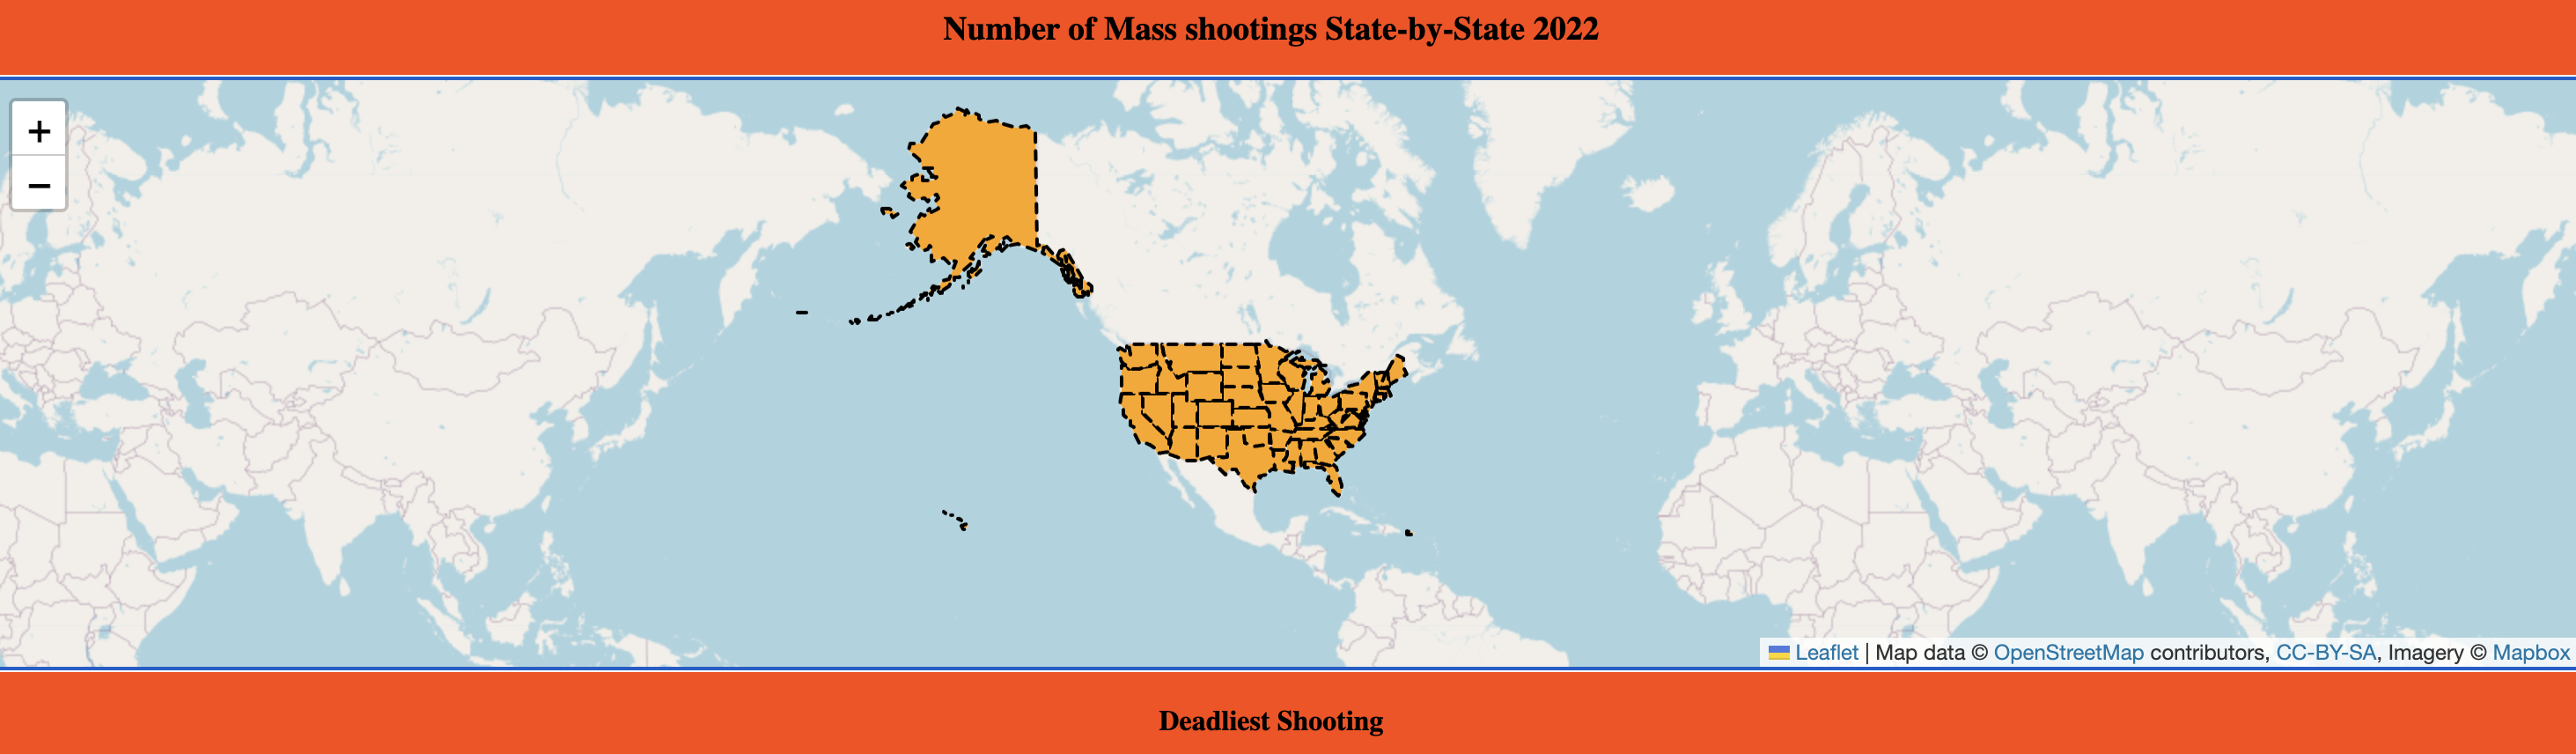 Number of Mass shootings State-by-State 2022
+
−
Leaflet | Map data © OpenStreetMap contributors, CC-BY-SA, Imagery © Mapbox
Deadliest Shooting